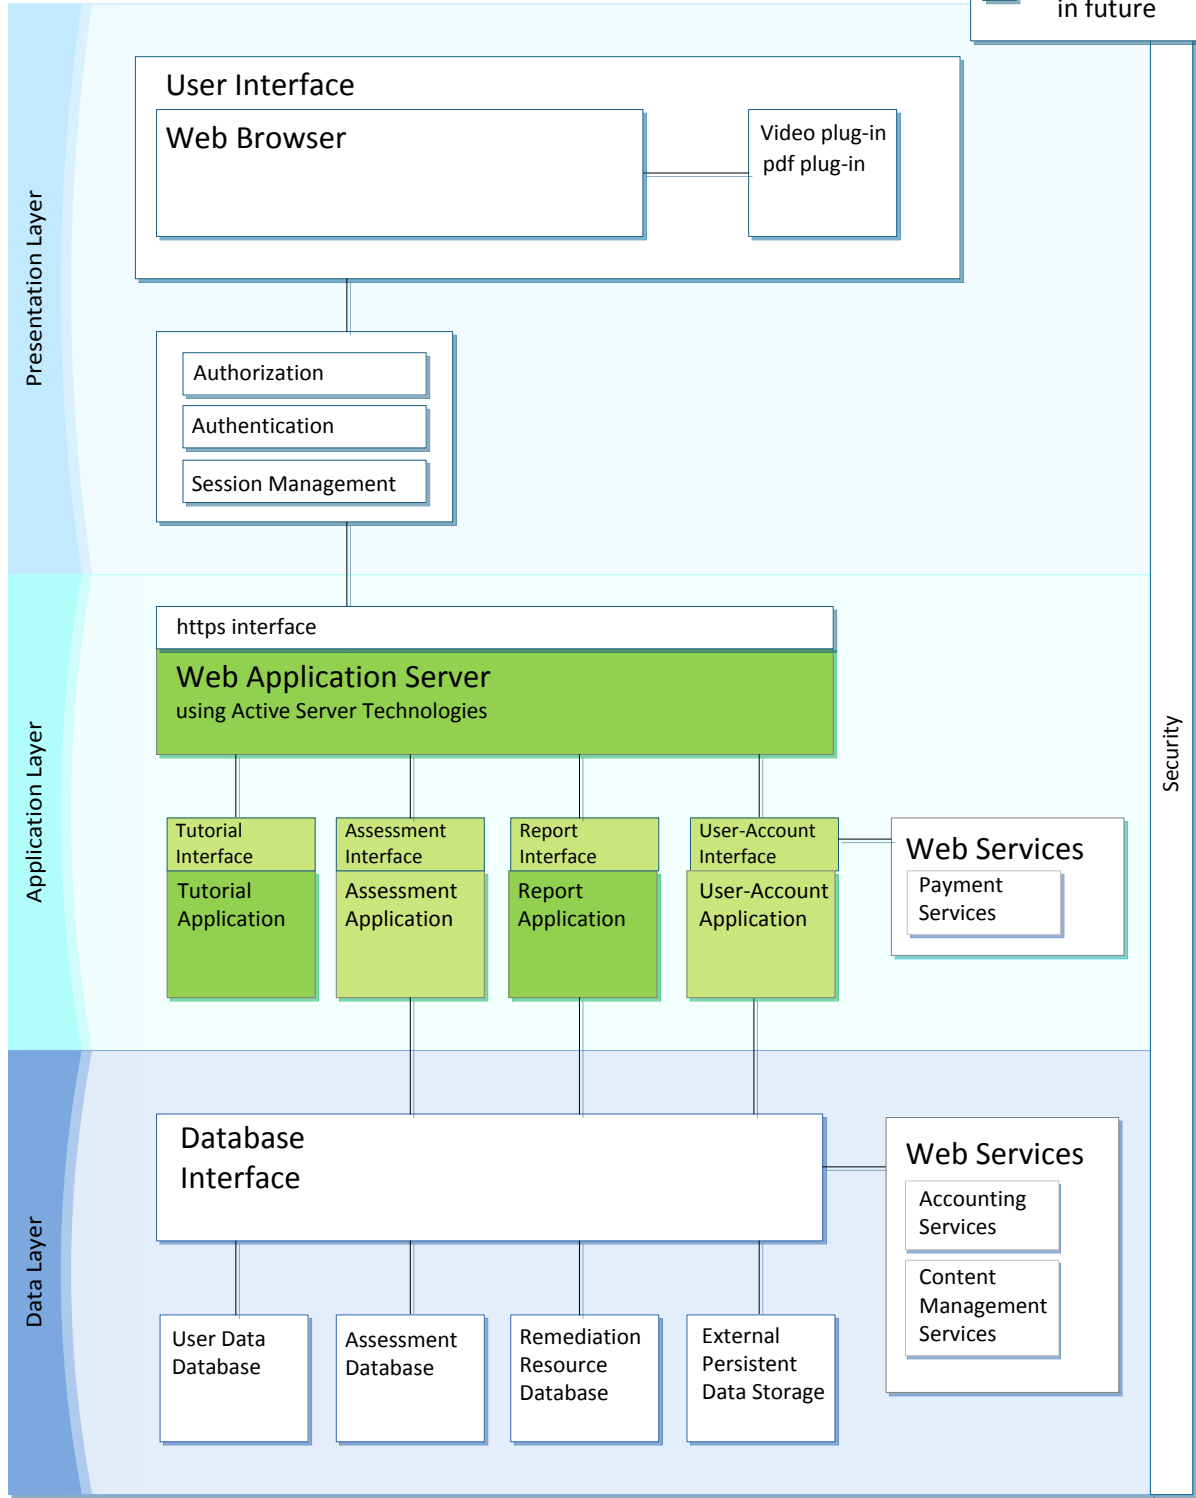 in future
User Interface
Web Browser
Video plug-in
pdf plug-in
Presentation Layer
Authorization
Authentication
Session Management
https interface
Web Application Server
using Active Server Technologies
Application Layer
Security
Tutorial
Interface
Assessment
Interface
Report
Interface
User-Account
Interface
Tutorial
Application
Assessment
Application
Report
Application
User-Account
Application
Web Services
Payment
Services
Data Layer
Database
Interface
Web Services
Accounting
Services
Content
Management
Services
User Data
Database
Assessment
Database
Remediation
Resource
Database
External
Persistent
Data Storage